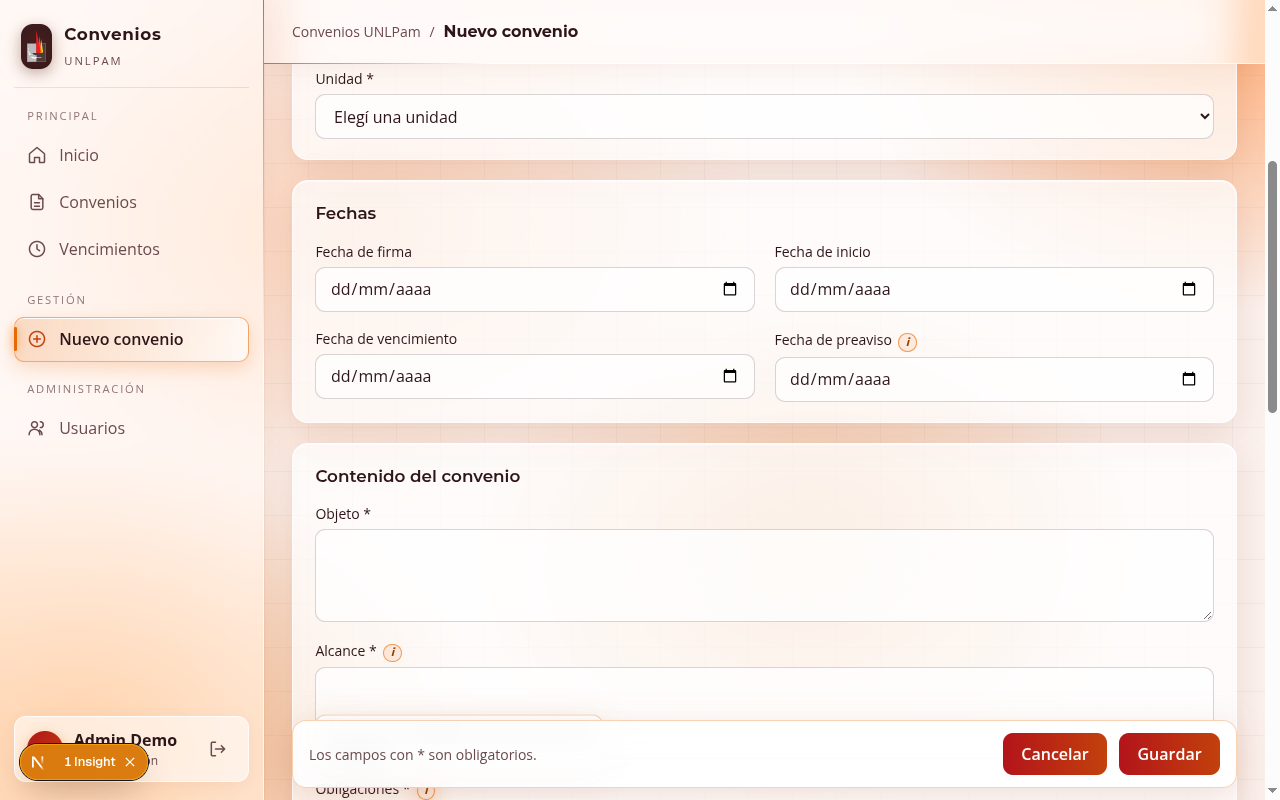 Convenios
UNLPAM
PRINCIPAL
Inicio
Convenios
Vencimientos
GESTIÓN
Nuevo convenio
ADMINISTRACIÓN
Usuarios
Admin Demo
1 Insight
Convenios UNLPam / Nuevo convenio
Unidad *
Elegí una unidad
Fechas
Fecha de firma
Fecha de inicio
dd/mm/aaaa
dd/mm/aaaa
Fecha de vencimiento
Fecha de preaviso i
dd/mm/aaaa
dd/mm/aaaa
Contenido del convenio
Objeto *
Alcance * i
Los campos con * son obligatorios.
Cancelar
Guardar
Obligaciones * i